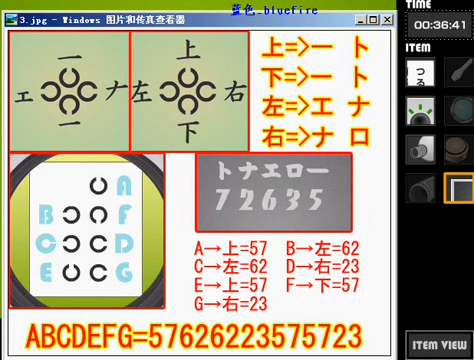 蓝色_bluefire
3.jpg - Windows 图片和传真查看器
TIME
00:36:41
ITEM
一
エ ナ
一
上
左 右
下
上=>一 ト
下=>一 ト
左=>エ ナ
右=>ナ ロ
つる
A
B F
C D
E G
トナエロー
72635
A→上=57 B→左=62
C→左=62 D→右=23
E→上=57 F→下=57
G→右=23
ABCDEFG=57626223575723
ITEM VIEW